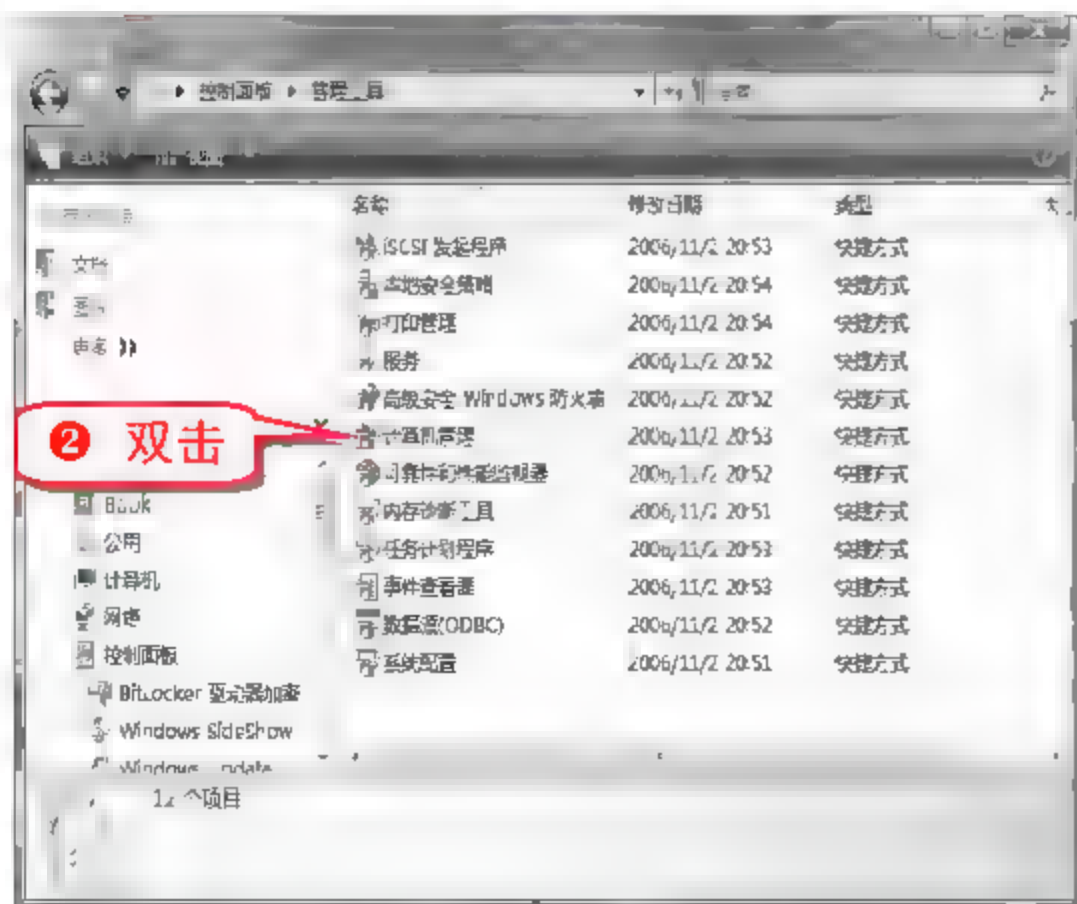 控制面板 ▸ 管理工具
名称 修改日期 类型 大
iSCSI 发起程序 2006/11/2 20:53 快捷方式
本地安全策略 2006/11/2 20:54 快捷方式
打印管理 2006/11/2 20:54 快捷方式
服务 2006/11/2 20:52 快捷方式
高级安全 Windows 防火墙 2006/11/2 20:52 快捷方式
计算机管理 2006/11/2 20:53 快捷方式
可靠性和性能监视器 2006/11/2 20:52 快捷方式
内存诊断工具 2006/11/2 20:51 快捷方式
任务计划程序 2006/11/2 20:53 快捷方式
事件查看器 2006/11/2 20:53 快捷方式
数据源(ODBC) 2006/11/2 20:52 快捷方式
系统配置 2006/11/2 20:51 快捷方式
文档
更多 »
❷ 双击
Book
公用
计算机
网络
控制面板
BitLocker 驱动器加密
Windows SideShow
Windows Update
12 个项目